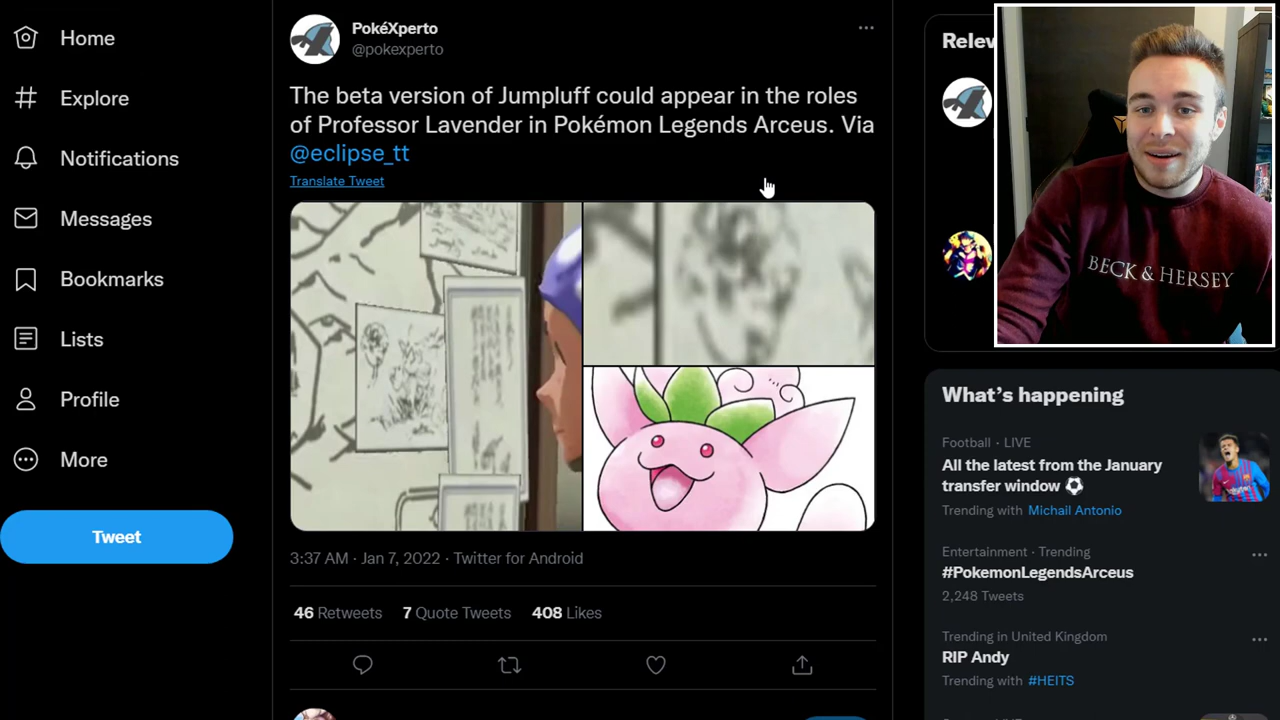 Home
Explore
Notifications
Messages
Bookmarks
Lists
Profile
More
Tweet
PokéXperto
@pokexperto
The beta version of Jumpluff could appear in the roles
of Professor Lavender in Pokémon Legends Arceus. Via
@eclipse_tt
Translate Tweet
3:37 AM · Jan 7, 2022 · Twitter for Android
46 Retweets 7 Quote Tweets 408 Likes
Relev
BECK & HERSEY
What's happening
Football · LIVE
All the latest from the January
transfer window ⚽
Trending with Michail Antonio
Entertainment · Trending
#PokemonLegendsArceus
2,248 Tweets
Trending in United Kingdom
RIP Andy
Trending with #HEITS